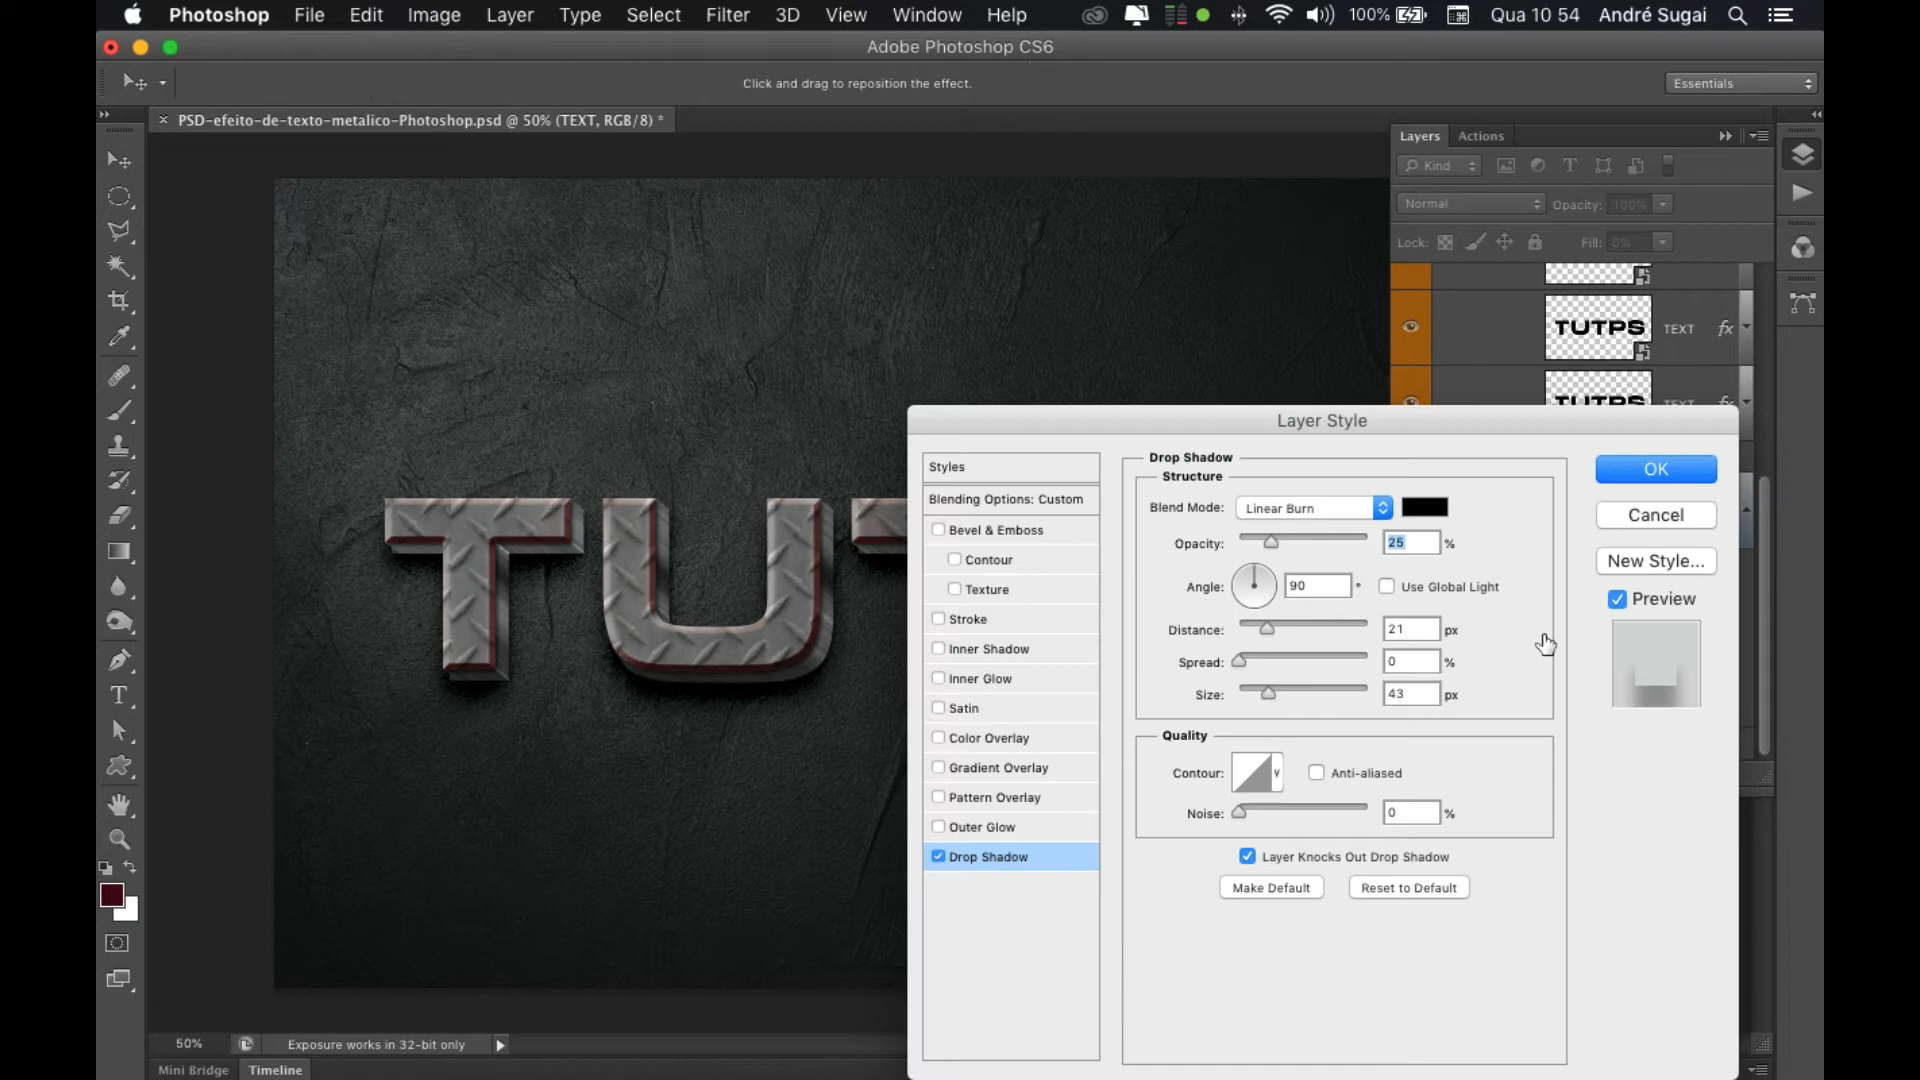 Photoshop File Edit Image Layer Type Select Filter 3D View Window Help 100% Qua 10 54 André Sugai
Adobe Photoshop CS6
Click and drag to reposition the effect.
Essentials
PSD-efeito-de-texto-metalico-Photoshop.psd @ 50% (TEXT, RGB/8) *
Layers Actions
Kind
Normal Opacity: 100%
Lock: Fill: 0%
TUTPS TEXT fx
TUTPS TEXT fx
TUT
Layer Style
Styles
Blending Options: Custom
Bevel & Emboss
Contour
Texture
Stroke
Inner Shadow
Inner Glow
Satin
Color Overlay
Gradient Overlay
Pattern Overlay
Outer Glow
Drop Shadow
Drop Shadow
Structure
Blend Mode: Linear Burn
Opacity: 25 %
Angle: 90 ° Use Global Light
Distance: 21 px
Spread: 0 %
Size: 43 px
Quality
Contour: Anti-aliased
Noise: 0 %
Layer Knocks Out Drop Shadow
Make Default Reset to Default
OK
Cancel
New Style...
Preview
50% Exposure works in 32-bit only
Mini Bridge Timeline